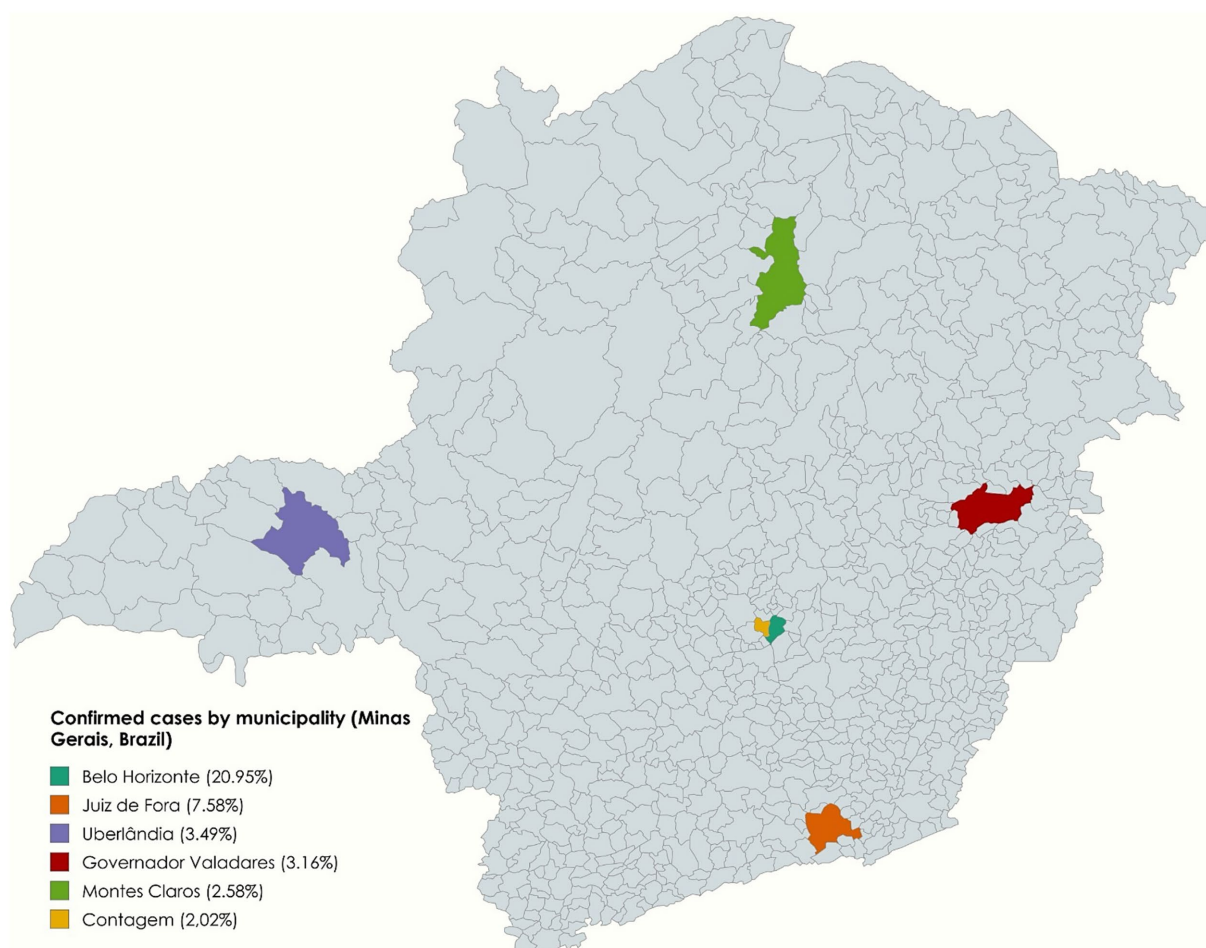 Confirmed cases by municipality (Minas
Gerais, Brazil)
Belo Horizonte (20.95%)
Juiz de Fora (7.58%)
Uberlândia (3.49%)
Governador Valadares (3.16%)
Montes Claros (2.58%)
Contagem (2,02%)